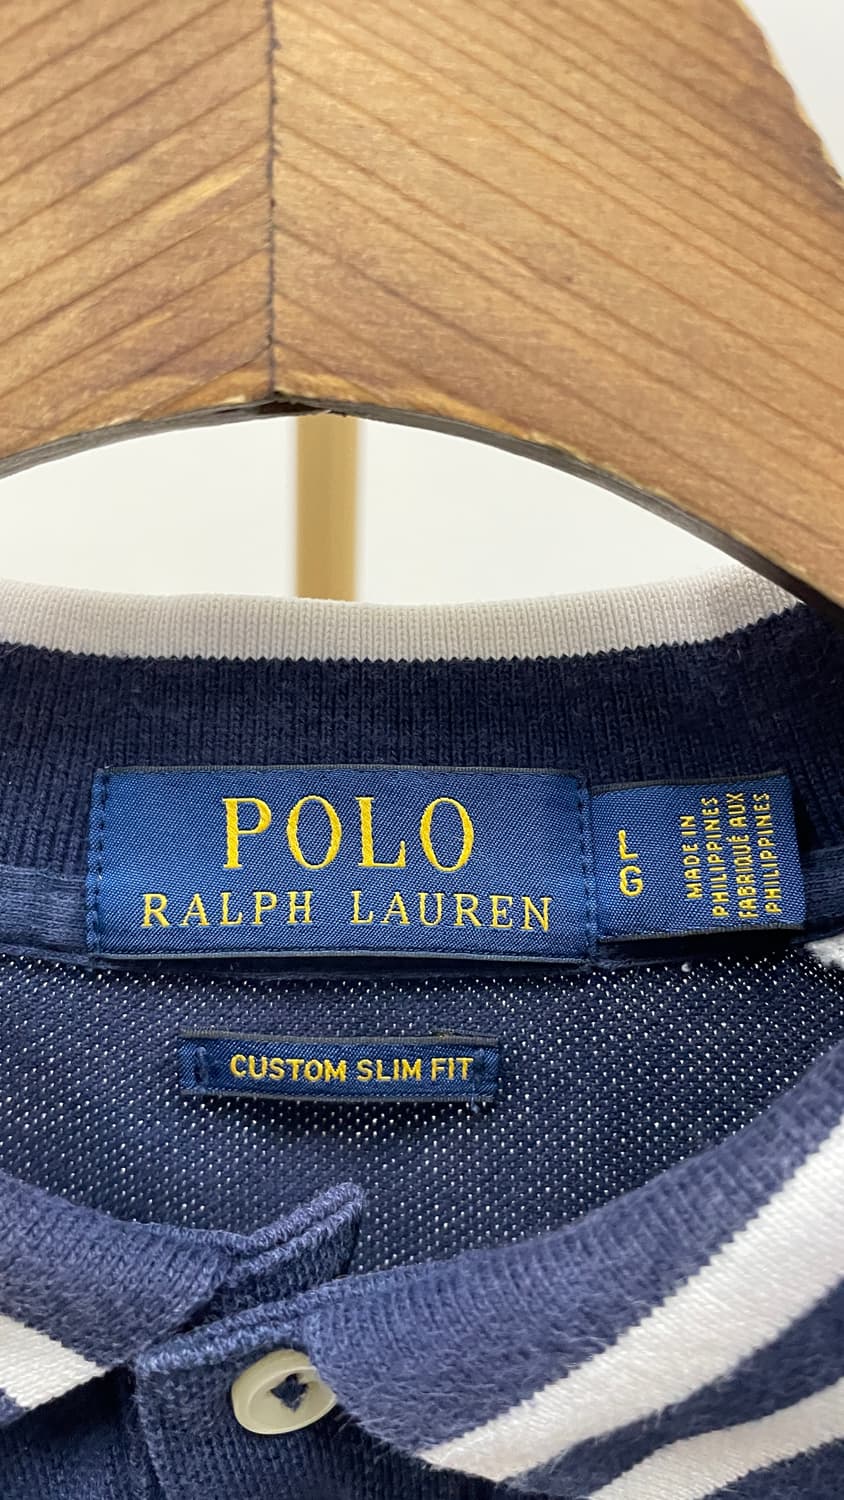 POLO
RALPH LAUREN
L
G
MADE IN
PHILIPPINES
FABRIQUÉ AUX
PHILIPPINES
CUSTOM SLIM FIT